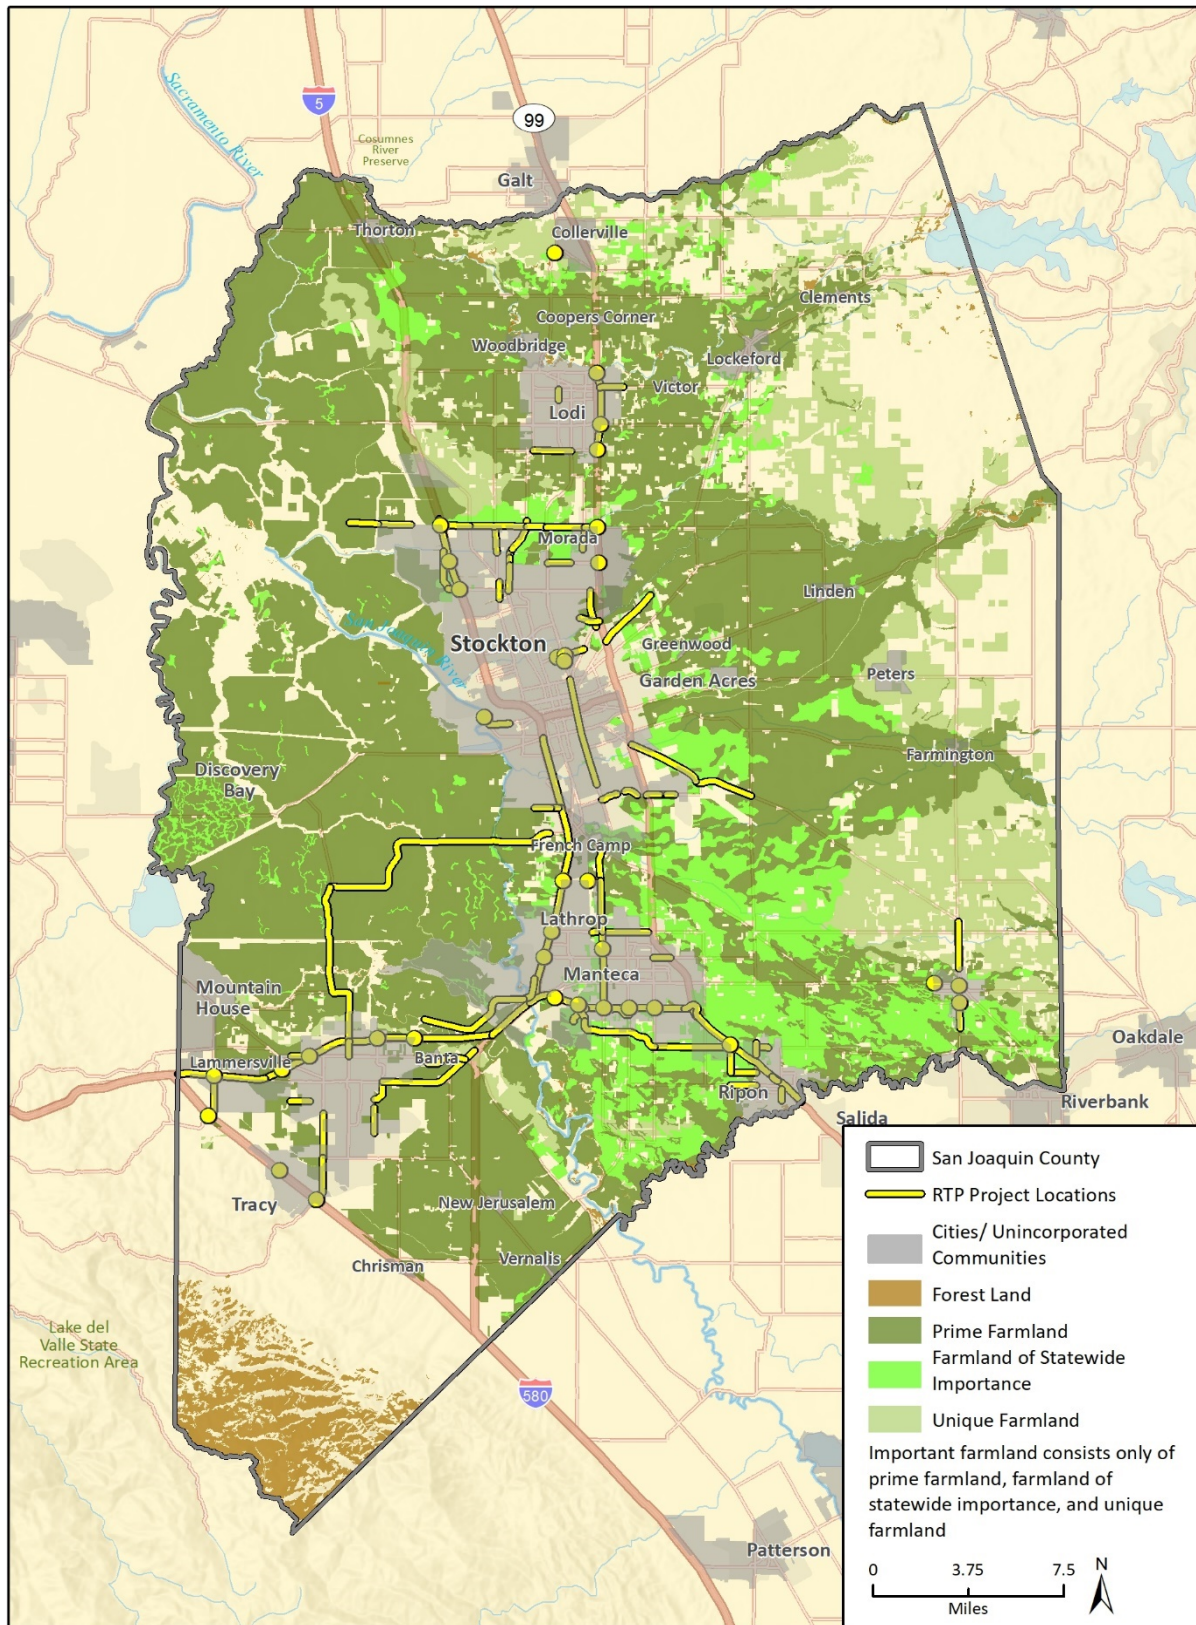 Sacramento River
5
99
Cosumnes
River
Preserve
Galt
Thorton
Collerville
Clements
Coopers Corner
Woodbridge
Lockeford
Victor
Lodi
Morada
Linden
San Joaquin River
Stockton
Greenwood
Garden Acres
Peters
Farmington
Discovery
Bay
French Camp
Lathrop
Manteca
Mountain
House
Oakdale
Lammersville
Banta
Ripon
Riverbank
Salida
Tracy
New Jerusalem
Chrisman
Vernalis
Lake del
Valle State
Recreation Area
580
Patterson
San Joaquin County
RTP Project Locations
Cities/ Unincorporated
Communities
Forest Land
Prime Farmland
Farmland of Statewide
Importance
Unique Farmland
Important farmland consists only of
prime farmland, farmland of
statewide importance, and unique
farmland
0 3.75 7.5
Miles
N